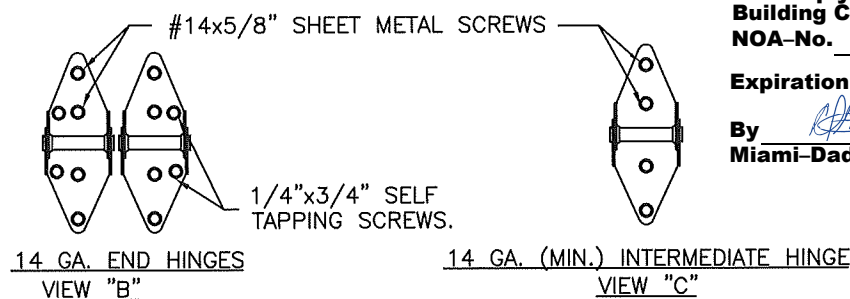 #14x5/8" SHEET METAL SCREWS
1/4"x3/4" SELF
TAPPING SCREWS.
14 GA. END HINGES
VIEW "B"
14 GA. (MIN.) INTERMEDIATE HINGE
VIEW "C"
Building C
NOA–No.
Expiration
By
Miami–Dad